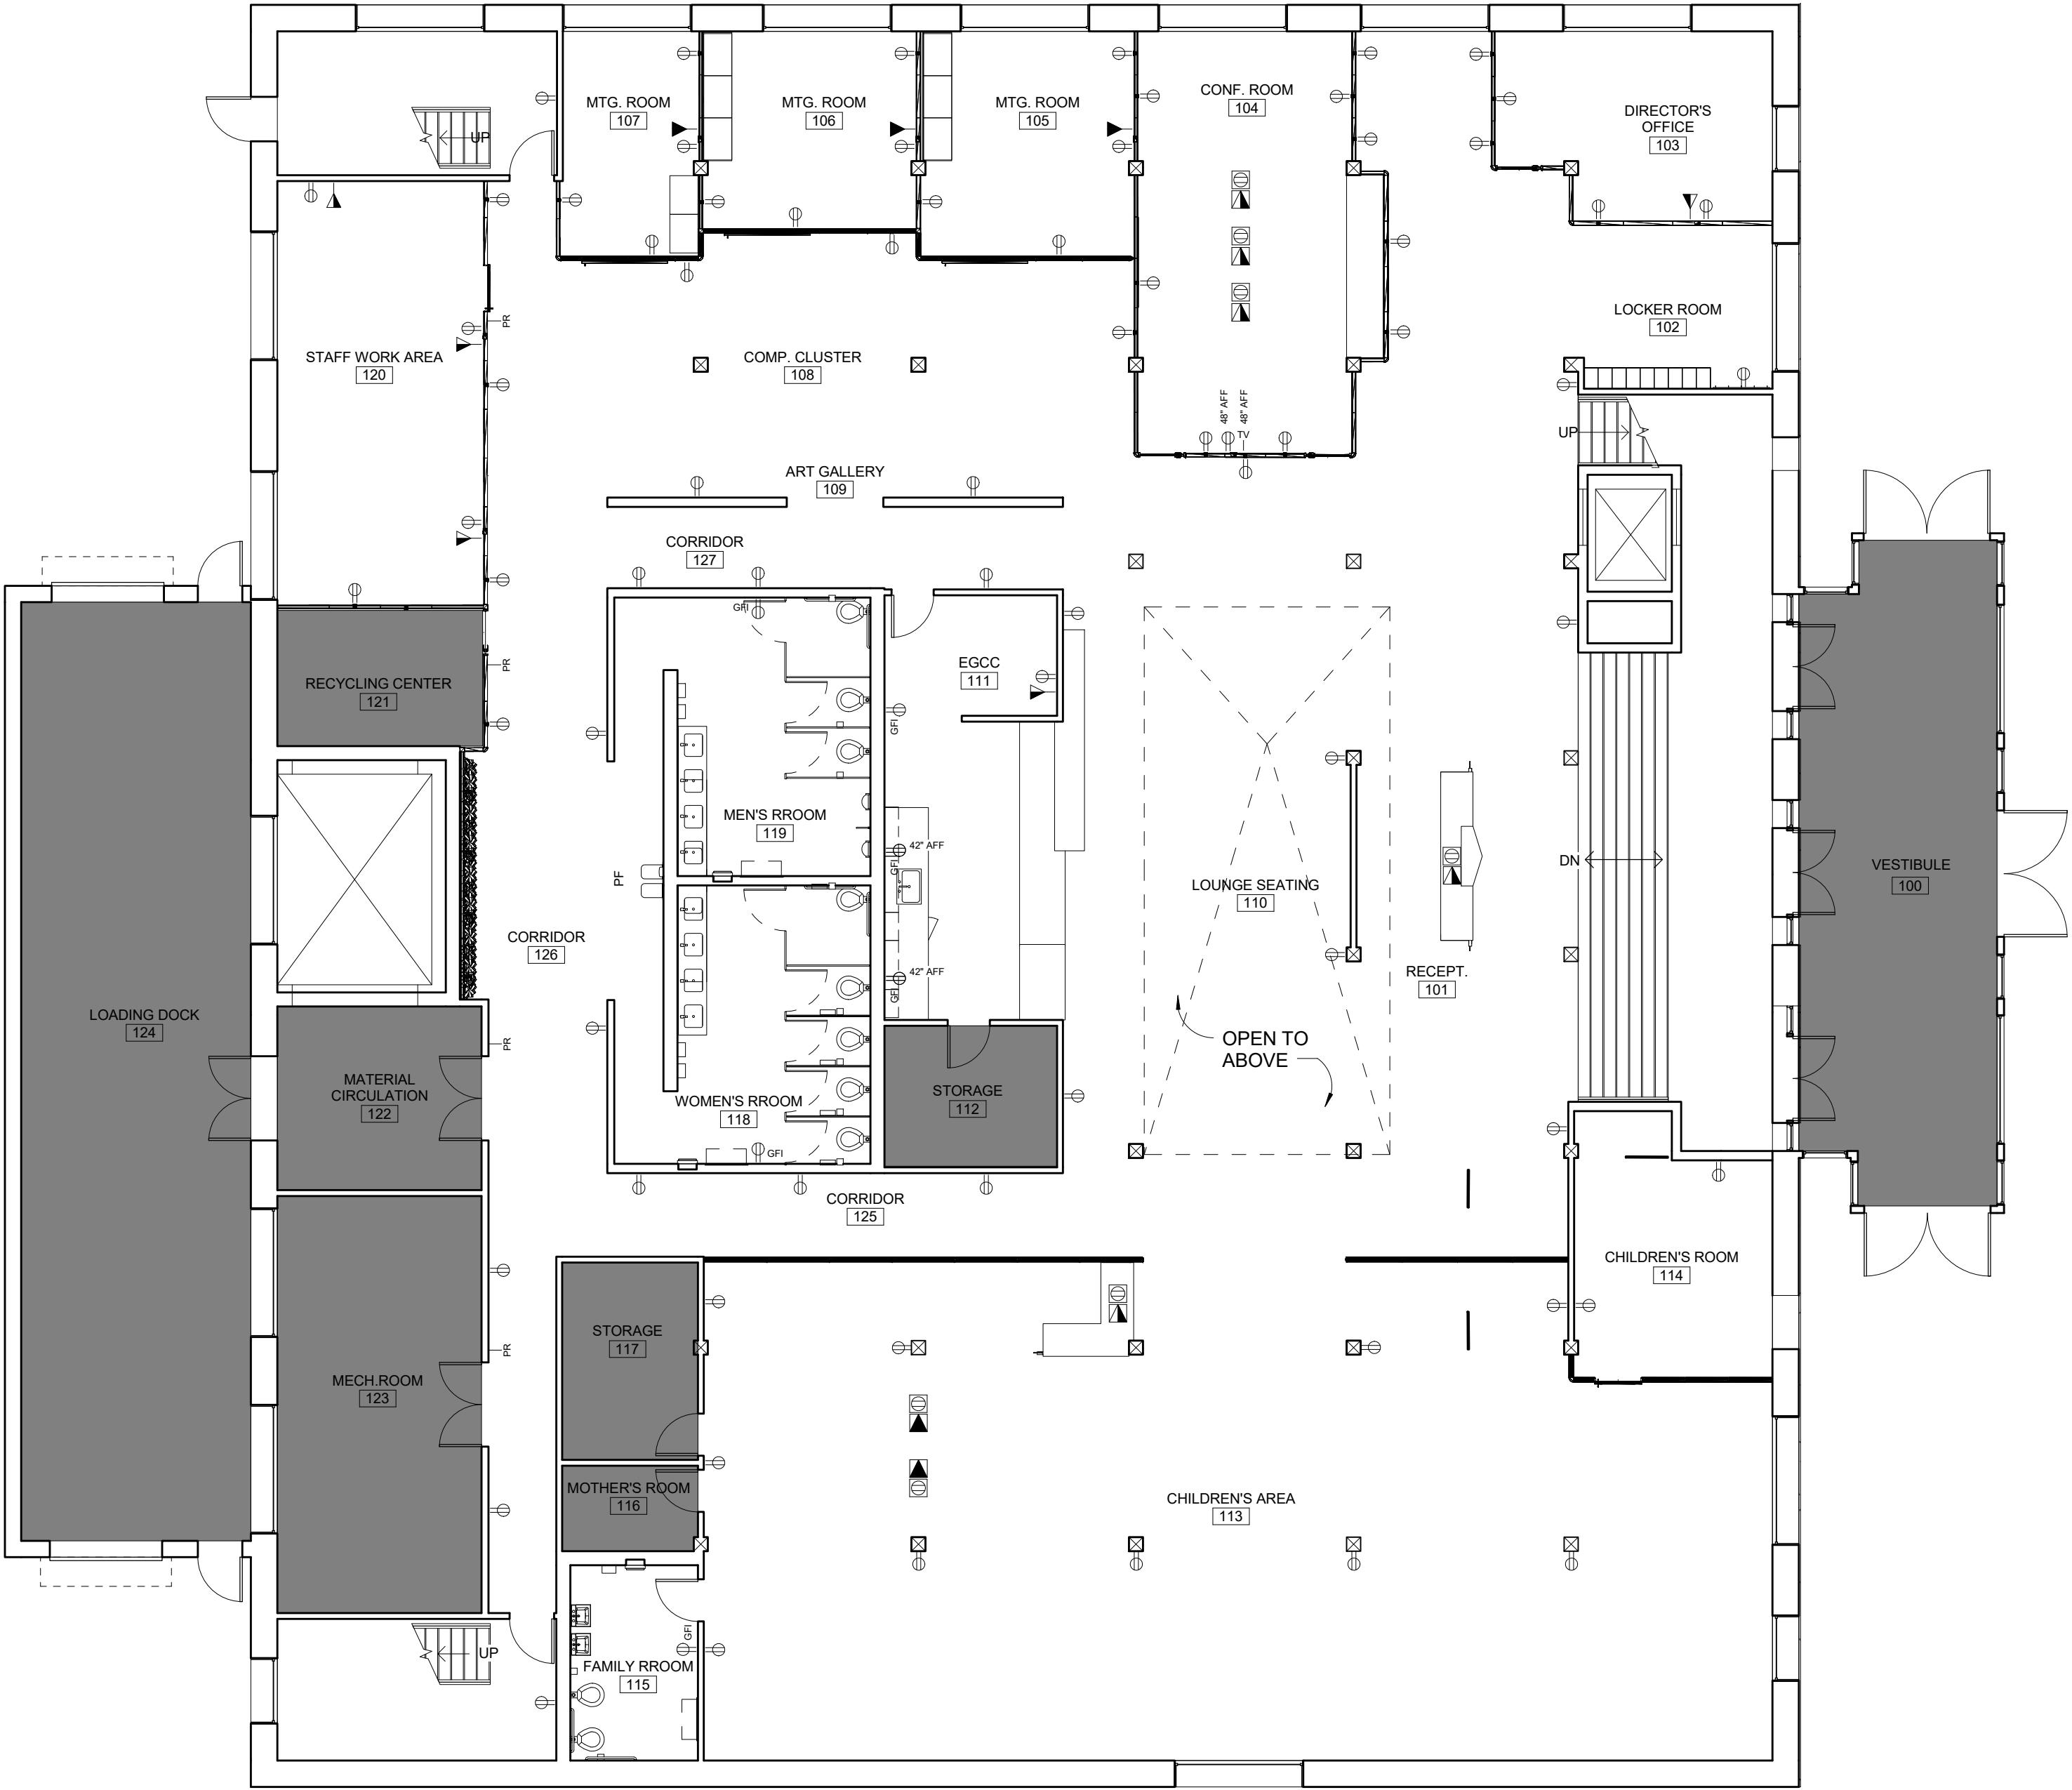 MTG. ROOM
107
MTG. ROOM
106
MTG. ROOM
105
CONF. ROOM
104
DIRECTOR'S
OFFICE
103
UP
LOCKER ROOM
102
PR
STAFF WORK AREA
120
COMP. CLUSTER
108
48" AFF
48" AFF
TV
UP
ART GALLERY
109
CORRIDOR
127
GFI
EGCC
111
PR
RECYCLING CENTER
121
GFI
MEN'S RROOM
119
42" AFF
GFI
PF
LOUNGE SEATING
110
DN
VESTIBULE
100
CORRIDOR
126
42" AFF
GFI
RECEPT.
101
LOADING DOCK
124
PR
OPEN TO
ABOVE
MATERIAL
CIRCULATION
122
WOMEN'S RROOM
118
STORAGE
112
GFI
CORRIDOR
125
CHILDREN'S ROOM
114
STORAGE
117
PR
MECH.ROOM
123
MOTHER'S ROOM
116
CHILDREN'S AREA
113
GFI
UP
FAMILY RROOM
115